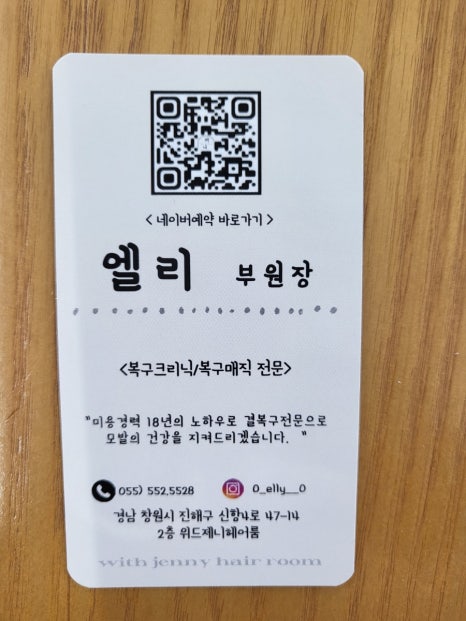 < 네이버예약 바로가기 >
엘리 부원장
<복구크리닉/복구매직 전문>
"미용경력 18년의 노하우로 결복구전문으로
모발의 건강을 지켜드리겠습니다. "
055) 552.5528 0_elly__0
경남 창원시 진해구 신항4로 47-14
2층 위드제니헤어룸
with jenny hair room